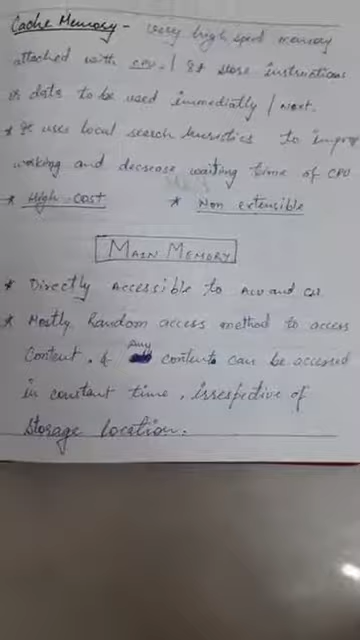 Cache Memory - very high speed memory
attached with CPU. / It store instructions
or data to be used immediately / next.
* It uses local search heuristics to improve
working and decrease waiting time of CPU
* High cost * Non extensible
MAIN MEMORY
* Directly Accessible to ALU and CU.
* Mostly Random access method to access
Content. & Any content can be accessed
in constant time, irrespective of
storage location.